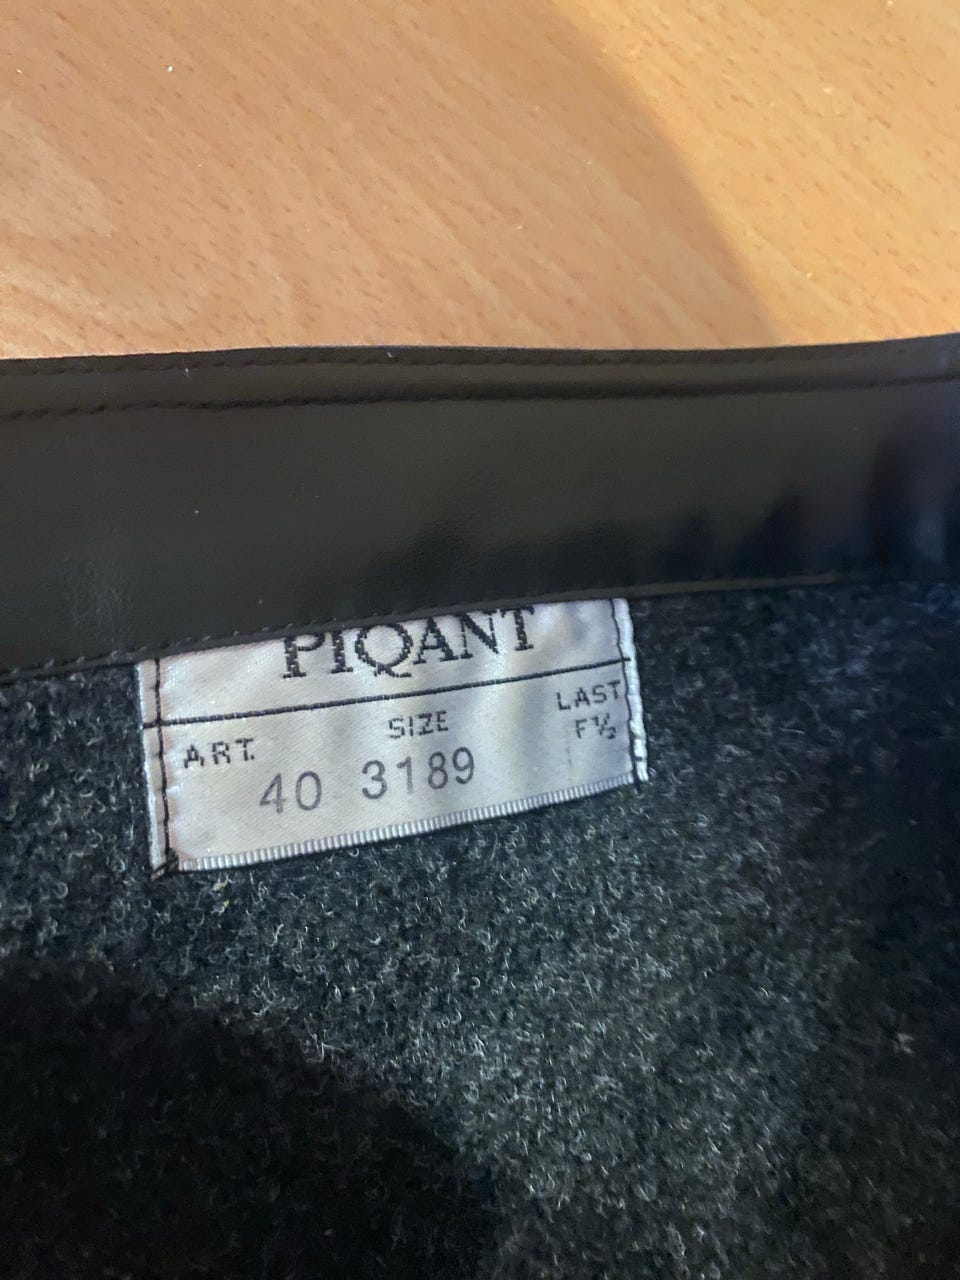 PIQANT
ART. SIZE LAST
F½
40 3189